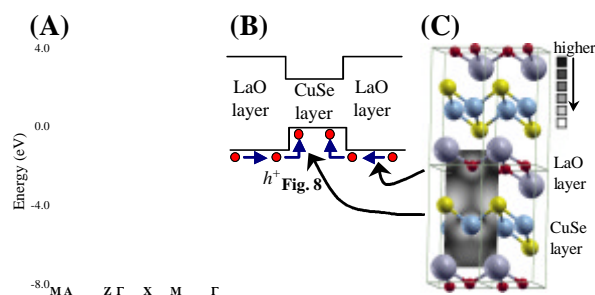 (A)
(B)
(C)
4.0
0.0
-4.0
-8.0
Energy (eV)
M A Z Γ X M Γ
LaO
layer
CuSe
layer
LaO
layer
h+
Fig. 8
higher
LaO
layer
CuSe
layer